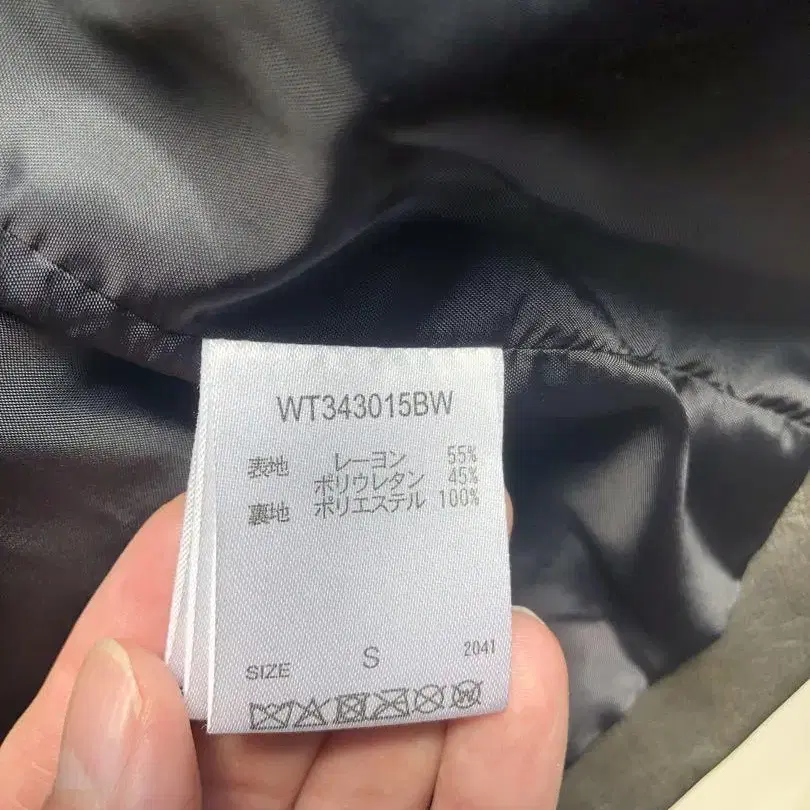 WT343015BW
表地 レーヨン 55%
ポリウレタン 45%
裏地 ポリエステル 100%
SIZE S 2041